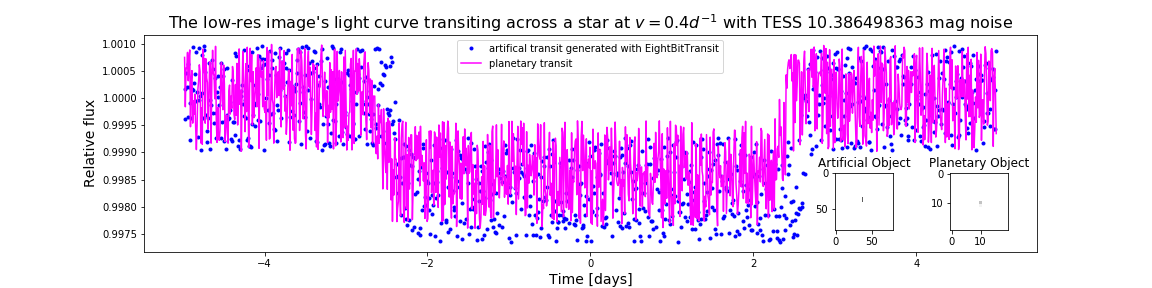 The low-res image's light curve transiting across a star at v = 0.4d⁻¹ with TESS 10.386498363 mag noise
artifical transit generated with EightBitTransit
planetary transit
Relative flux
1.0010
1.0005
1.0000
0.9995
0.9990
0.9985
0.9980
0.9975
Artificial Object
0
50
0 50
Planetary Object
0
10
0 10
−4 −2 0 2 4
Time [days]